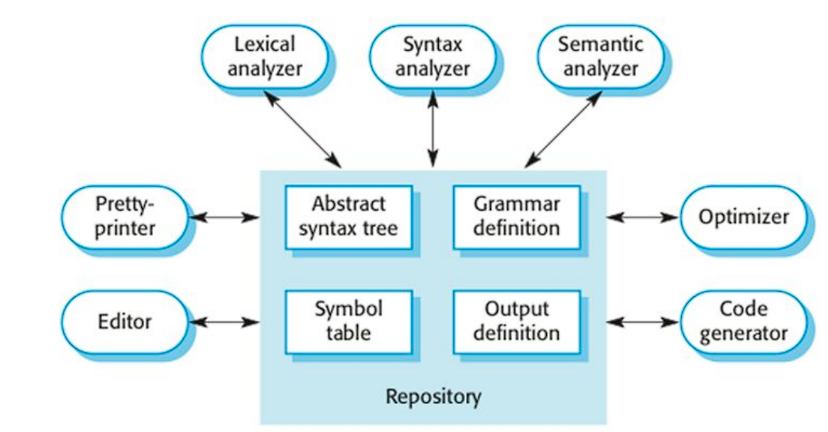 Lexical
analyzer
Syntax
analyzer
Semantic
analyzer
Pretty-
printer
Abstract
syntax tree
Grammar
definition
Optimizer
Editor
Symbol
table
Output
definition
Code
generator
Repository